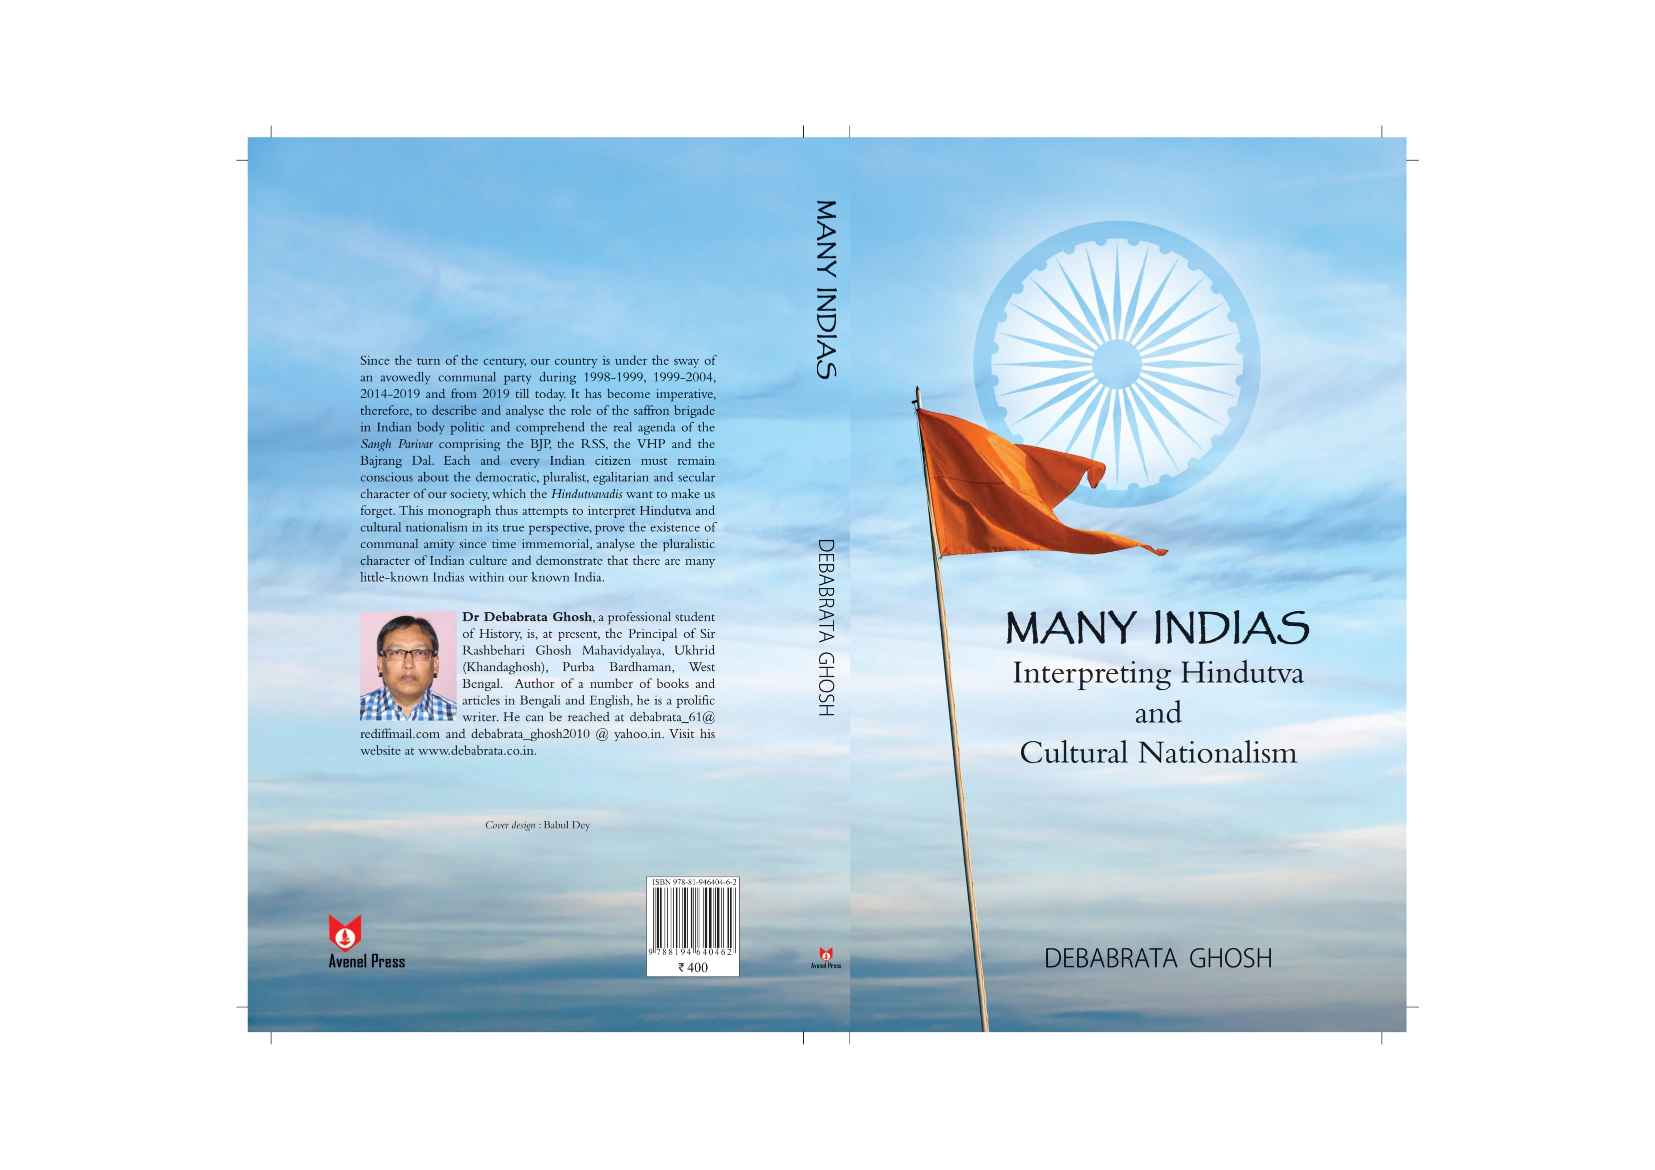 Since the turn of the century, our country is under the sway of
an avowedly communal party during 1998-1999, 1999-2004,
2014-2019 and from 2019 till today. It has become imperative,
therefore, to describe and analyse the role of the saffron brigade
in Indian body politic and comprehend the real agenda of the
Sangh Parivar comprising the BJP, the RSS, the VHP and the
Bajrang Dal. Each and every Indian citizen must remain
conscious about the democratic, pluralist, egalitarian and secular
character of our society, which the Hindutvavadis want to make us
forget. This monograph thus attempts to interpret Hindutva and
cultural nationalism in its true perspective, prove the existence of
communal amity since time immemorial, analyse the pluralistic
character of Indian culture and demonstrate that there are many
little-known Indias within our known India.
Dr Debabrata Ghosh, a professional student
of History, is, at present, the Principal of Sir
Rashbehari Ghosh Mahavidyalaya, Ukhrid
(Khandaghosh), Purba Bardhaman, West
Bengal. Author of a number of books and
articles in Bengali and English, he is a prolific
writer. He can be reached at debabrata_61@
rediffmail.com and debabrata_ghosh2010 @ yahoo.in. Visit his
website at www.debabrata.co.in.
Cover design : Babul Dey
Avenel Press
ISBN 978-81-946404-6-2
9 788194 640462
₹ 400
MANY INDIAS
DEBABRATA GHOSH
Avenel Press
MANY INDIAS
Interpreting Hindutva
and
Cultural Nationalism
DEBABRATA GHOSH